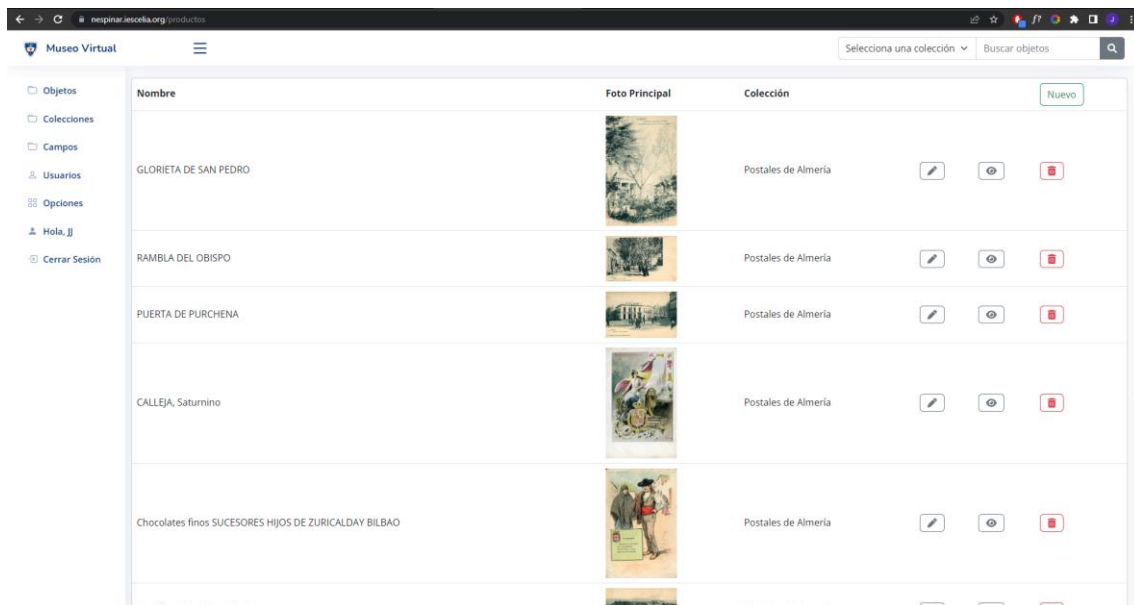 nespinar.iescelia.org/productos
Museo Virtual
Selecciona una colección
Buscar objetos
Objetos
Colecciones
Campos
Usuarios
Opciones
Hola, JJ
Cerrar Sesión
Nombre Foto Principal Colección Nuevo
GLORIETA DE SAN PEDRO Postales de Almería
RAMBLA DEL OBISPO Postales de Almería
PUERTA DE PURCHENA Postales de Almería
CALLEJA, Saturnino Postales de Almería
Chocolates finos SUCESORES HIJOS DE ZURICALDAY BILBAO Postales de Almería